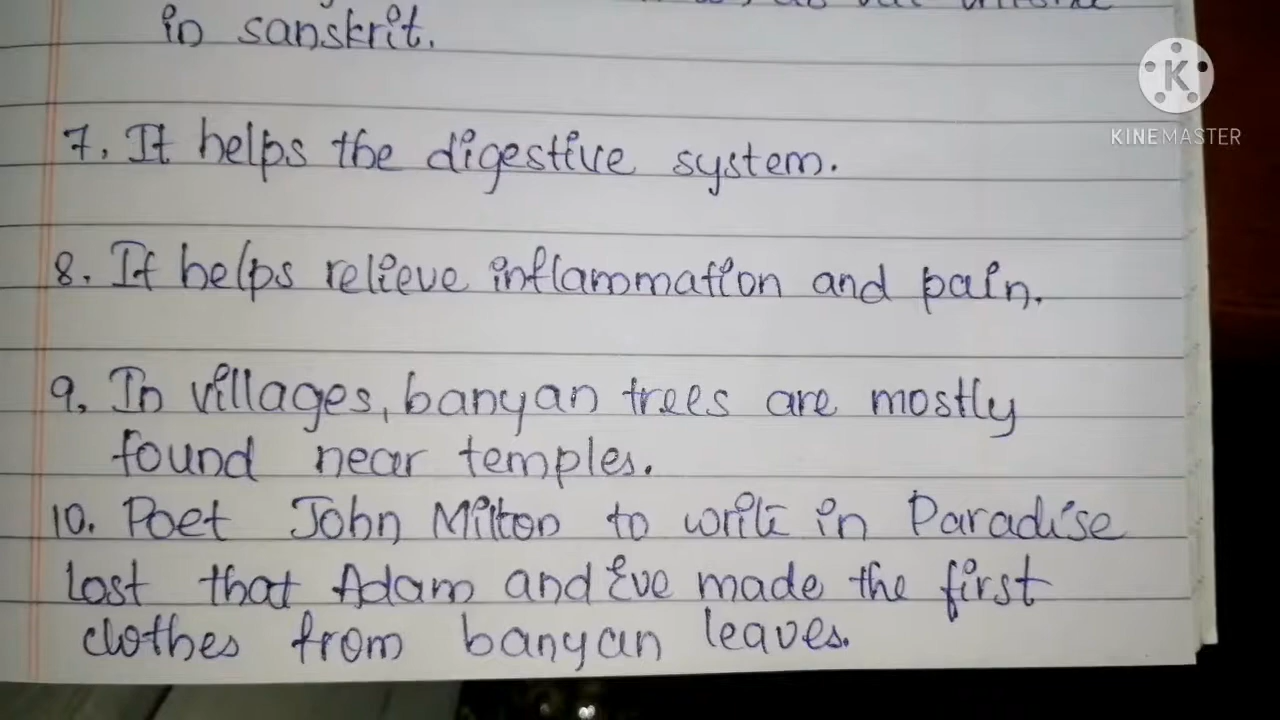 in sanskrit.
K
KINEMASTER
7. It helps the digestive system.
8. It helps relieve inflammation and pain.
9. In villages, banyan trees are mostly
found near temples.
10. Poet John Milton to write in Paradise
Lost that Adam and Eve made the first
clothes from banyan leaves.